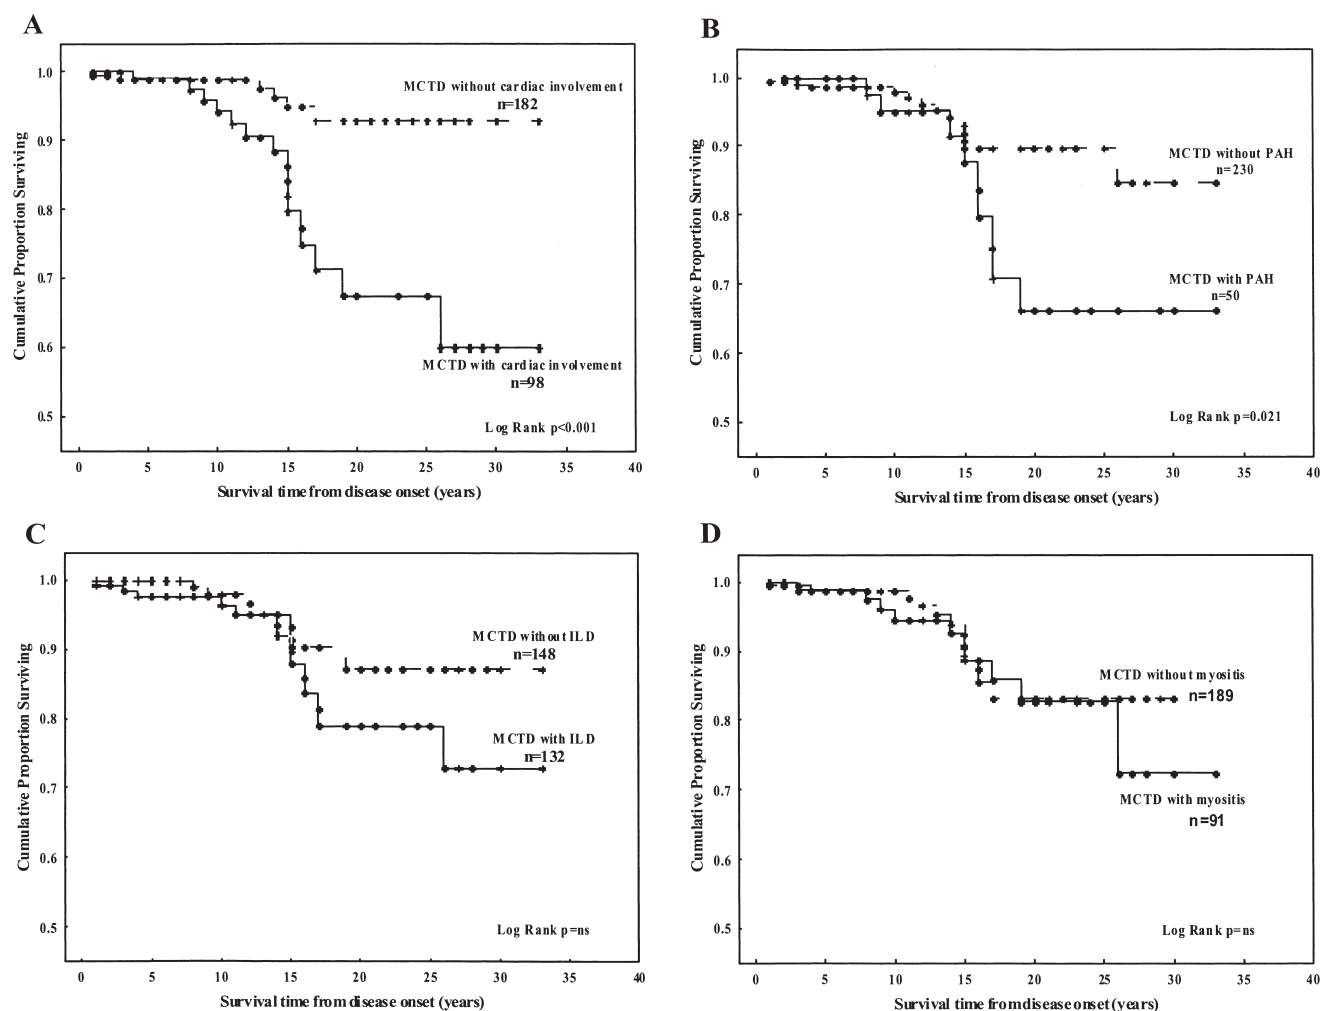 A
Cumulative Proportion Surviving
1.0
0.9
0.8
0.7
0.6
0.5
MCTD without cardiac involvement
n=182
MCTD with cardiac involvement
n=98
Log Rank p<0.001
0 5 10 15 20 25 30 35 40
Survival time from disease onset (years)
B
Cumulative Proportion Surviving
1.0
0.9
0.8
0.7
0.6
0.5
MCTD without PAH
n=230
MCTD with PAH
n=50
Log Rank p=0.021
0 5 10 15 20 25 30 35 40
Survival time from disease onset (years)
C
Cumulative Proportion Surviving
1.0
0.9
0.8
0.7
0.6
0.5
MCTD without ILD
n=148
MCTD with ILD
n=132
Log Rank p=ns
0 5 10 15 20 25 30 35 40
Survival time from disease onset (years)
D
Cumulative Proportion Surviving
1.0
0.9
0.8
0.7
0.6
0.5
MCTD without myositis
n=189
MCTD with myositis
n=91
Log Rank p=ns
0 5 10 15 20 25 30 35 40
Survival time from disease onset (years)